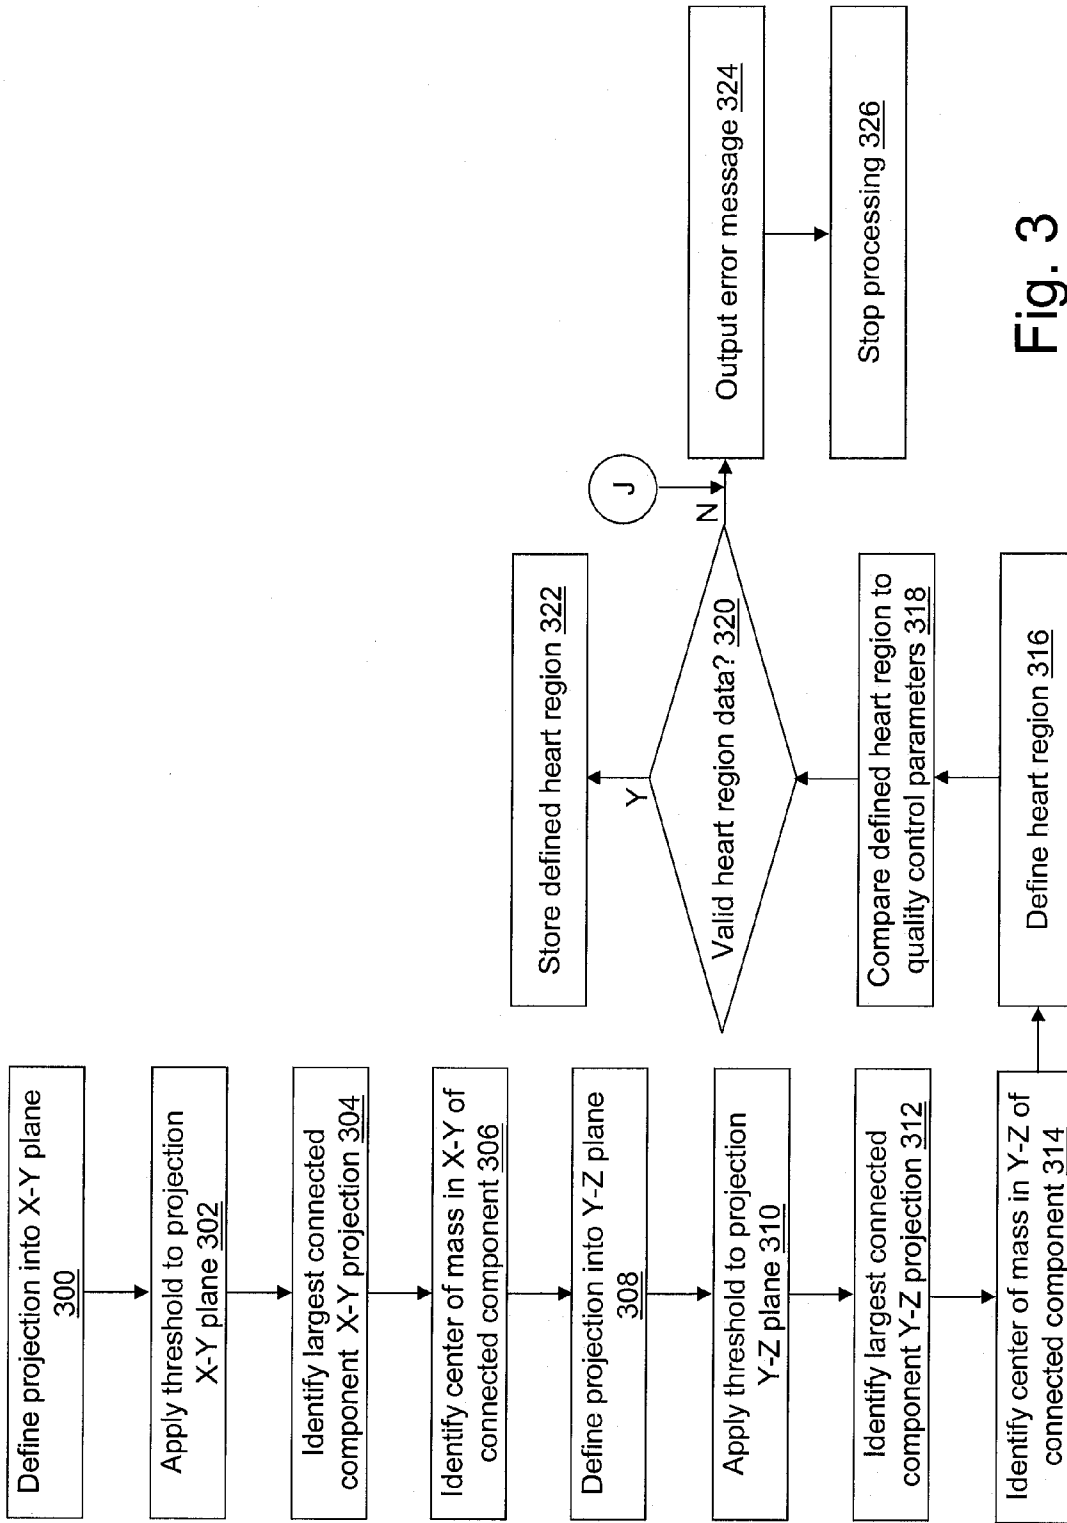 Define projection into X-Y plane
300
Apply threshold to projection
X-Y plane 302
Identify largest connected
component X-Y projection 304
Identify center of mass in X-Y of
connected component 306
Define projection into Y-Z plane
308
Apply threshold to projection
Y-Z plane 310
Identify largest connected
component Y-Z projection 312
Identify center of mass in Y-Z of
connected component 314
Define heart region 316
Compare defined heart region to
quality control parameters 318
Valid heart region data? 320
Y
N
Store defined heart region 322
J
Output error message 324
Stop processing 326
Fig. 3